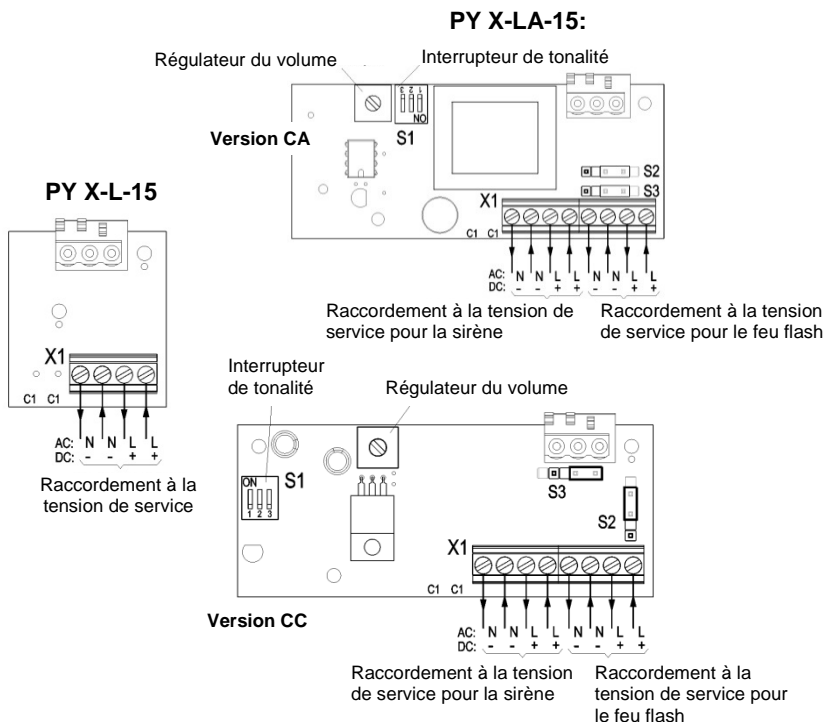 PY X-LA-15:
Régulateur du volume
Interrupteur de tonalité
1 2 3
ON
S1
Version CA
S2
S3
X1
C1 C1
AC: N N L L N N L L
DC: - - + + - - + +
Raccordement à la tension de
service pour la sirène
Raccordement à la tension
de service pour le feu flash
PY X-L-15
X1
C1 C1
AC: N N L L
DC: - - + +
Raccordement à la
tension de service
Interrupteur
de tonalité
Régulateur du volume
ON
1 2 3
S1
S3
S2
X1
C1 C1
Version CC
AC: N N L L N N L L
DC: - - + + - - + +
Raccordement à la tension
de service pour la sirène
Raccordement à la
tension de service pour
le feu flash